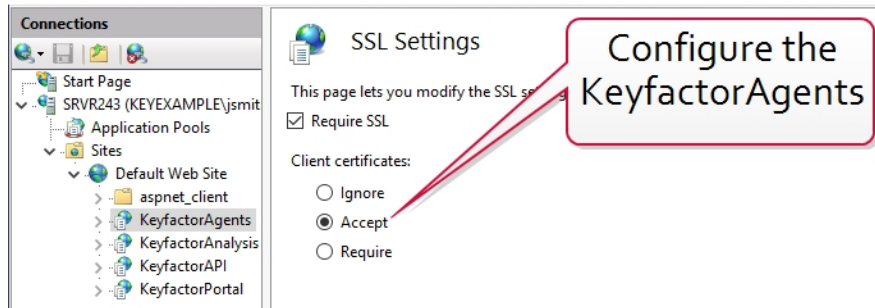 Connections
Start Page
SRVR243 (KEYEXAMPLE\jsmit
Application Pools
Sites
Default Web Site
aspnet_client
KeyfactorAgents
KeyfactorAnalysis
KeyfactorAPI
KeyfactorPortal
SSL Settings
This page lets you modify the SSL
Require SSL
Client certificates:
Ignore
Accept
Require
Configure the
KeyfactorAgents